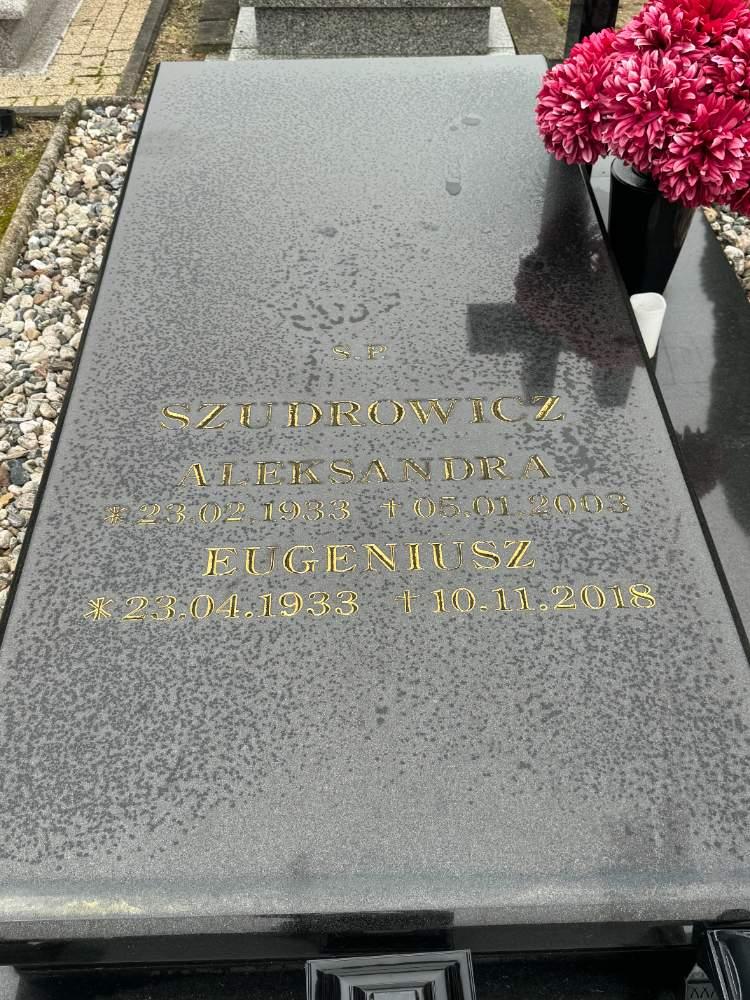 S.P.
SZUDROWICZ
ALEKSANDRA
* 23.02.1933 † 05.01.2003
EUGENIUSZ
* 23.04.1933 † 10.11.2018